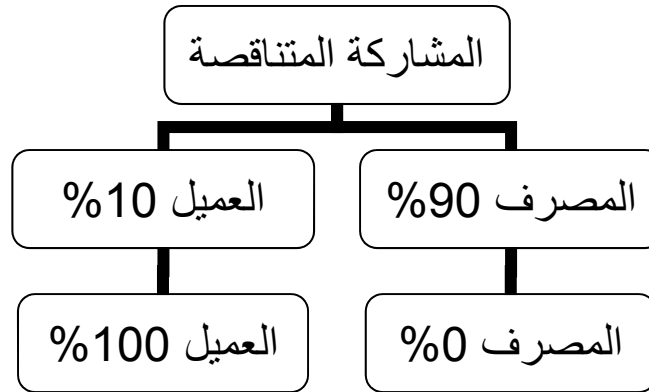 المشاركة المتناقصة
المصرف 90%
العميل 10%
المصرف 0%
العميل 100%